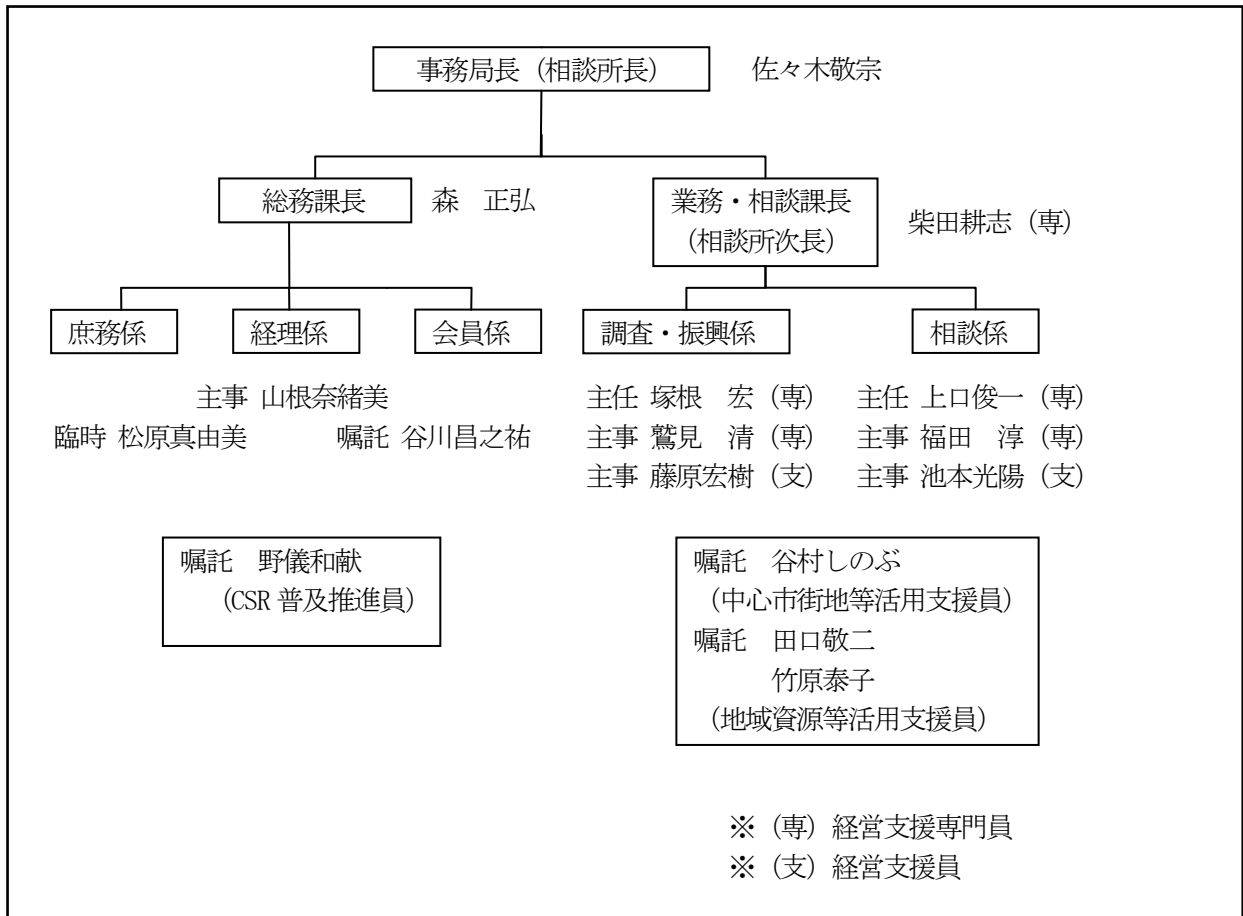 事務局長（相談所長）　佐々木敬宗
総務課長　森　正弘
業務・相談課長
（相談所次長）
柴田耕志（専）
庶務係　経理係　会員係　調査・振興係　相談係
主事 山根奈緒美
臨時 松原真由美　嘱託 谷川昌之祐
主任 塚根　宏（専）
主事 鷲見　清（専）
主事 藤原宏樹（支）
主任 上口俊一（専）
主事 福田　淳（専）
主事 池本光陽（支）
嘱託　野儀和献
（CSR 普及推進員）
嘱託　谷村しのぶ
（中心市街地等活用支援員）
嘱託　田口敬二
竹原泰子
（地域資源等活用支援員）
※（専）経営支援専門員
※（支）経営支援員